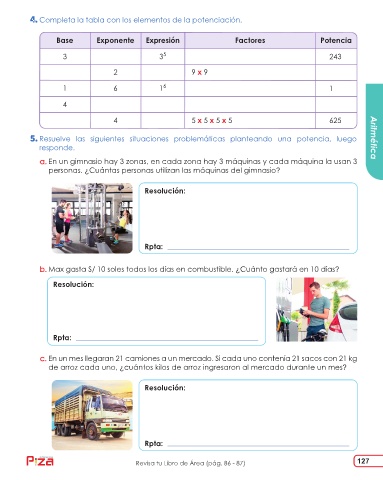 4. Completa la tabla con los elementos de la potenciación.
Base Exponente Expresión Factores Potencia
3 3⁵ 243
2 9 x 9
1 6 1⁶ 1
4
4 5 x 5 x 5 x 5 625
5. Resuelve las siguientes situaciones problemáticas planteando una potencia, luego
responde.
a. En un gimnasio hay 3 zonas, en cada zona hay 3 máquinas y cada máquina la usan 3
personas. ¿Cuántas personas utilizan las máquinas del gimnasio?
Resolución:
Rpta:
b. Max gasta S/ 10 soles todos los días en combustible. ¿Cuánto gastará en 10 días?
Resolución:
Rpta:
c. En un mes llegaran 21 camiones a un mercado. Si cada uno contenía 21 sacos con 21 kg
de arroz cada uno, ¿cuántos kilos de arroz ingresaron al mercado durante un mes?
Resolución:
Rpta:
Aritmética
Piza
Revisa tu Libro de Área (pág. 86 - 87)
127